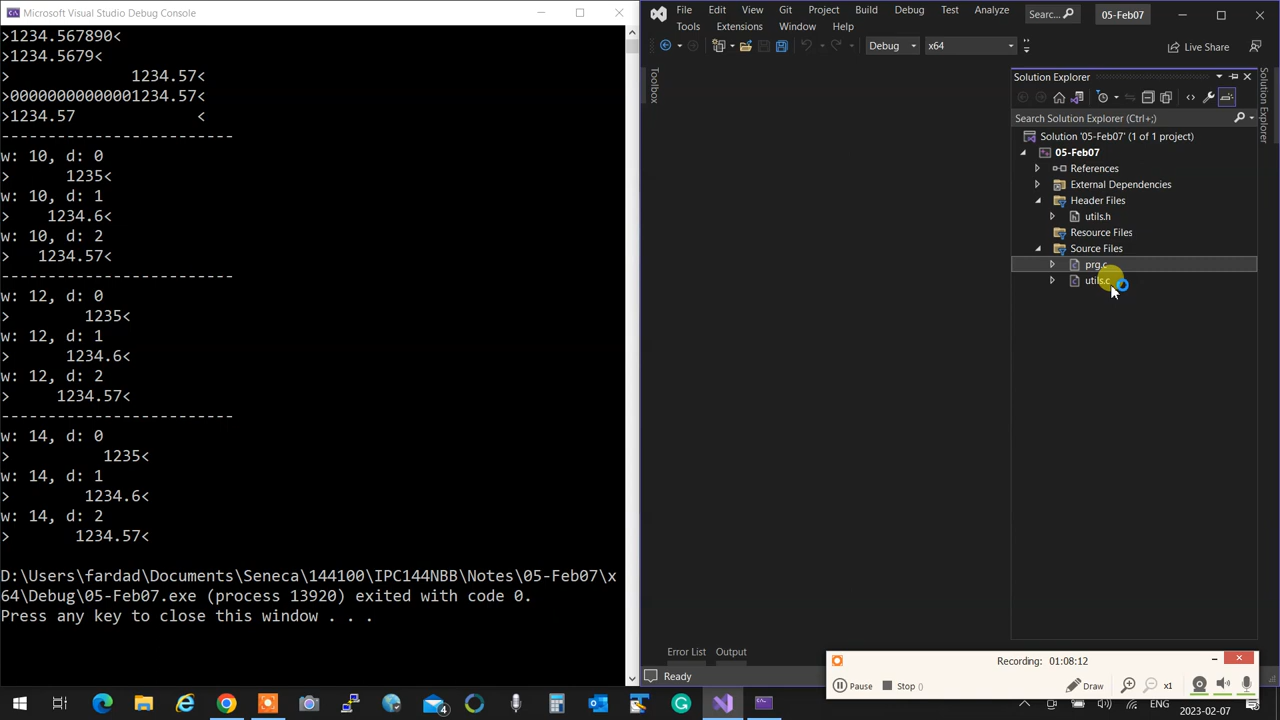 Microsoft Visual Studio Debug Console
>1234.567890<
>1234.5679<
>             1234.57<
>00000000000001234.57<
>1234.57             <
-------------------------
w: 10, d: 0
>      1235<
w: 10, d: 1
>    1234.6<
w: 10, d: 2
>   1234.57<
-------------------------
w: 12, d: 0
>        1235<
w: 12, d: 1
>      1234.6<
w: 12, d: 2
>     1234.57<
-------------------------
w: 14, d: 0
>          1235<
w: 14, d: 1
>        1234.6<
w: 14, d: 2
>       1234.57<
D:\Users\fardad\Documents\Seneca\144100\IPC144NBB\Notes\05-Feb07\x
64\Debug\05-Feb07.exe (process 13920) exited with code 0.
Press any key to close this window . . .
File Edit View Git Project Build Debug Test Analyze
Tools Extensions Window Help
Searc...
05-Feb07
Debug
x64
Live Share
Toolbox
Solution Explorer
Search Solution Explorer (Ctrl+;)
Solution '05-Feb07' (1 of 1 project)
05-Feb07
References
External Dependencies
Header Files
utils.h
Resource Files
Source Files
prg.c
utils.c
Solution Explorer
Error List Output
Ready
Recording: 01:08:12
Pause Stop () Draw x1
4
ENG
2023-02-07